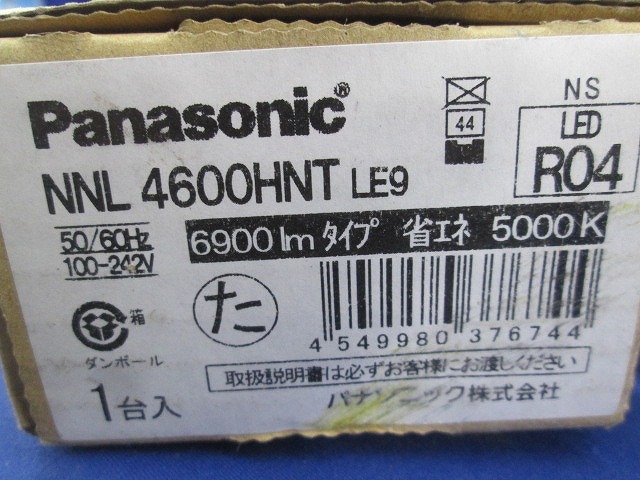 Panasonic®
NNL 4600HNT LE9
44
NS
LED
R04
50/60Hz
100-242V
6900 lm タイプ 省エネ 5000K
た
箱
ダンボール
4 549980 376744
取扱説明書は必ずお客様にお渡しください
1台入
パナソニック株式会社